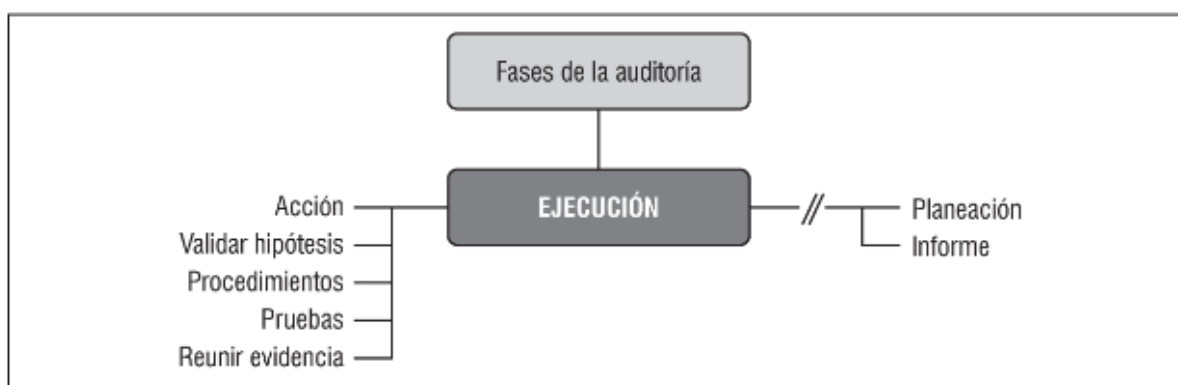 Fases de la auditoría
EJECUCIÓN
Acción
Validar hipótesis
Procedimientos
Pruebas
Reunir evidencia
Planeación
Informe